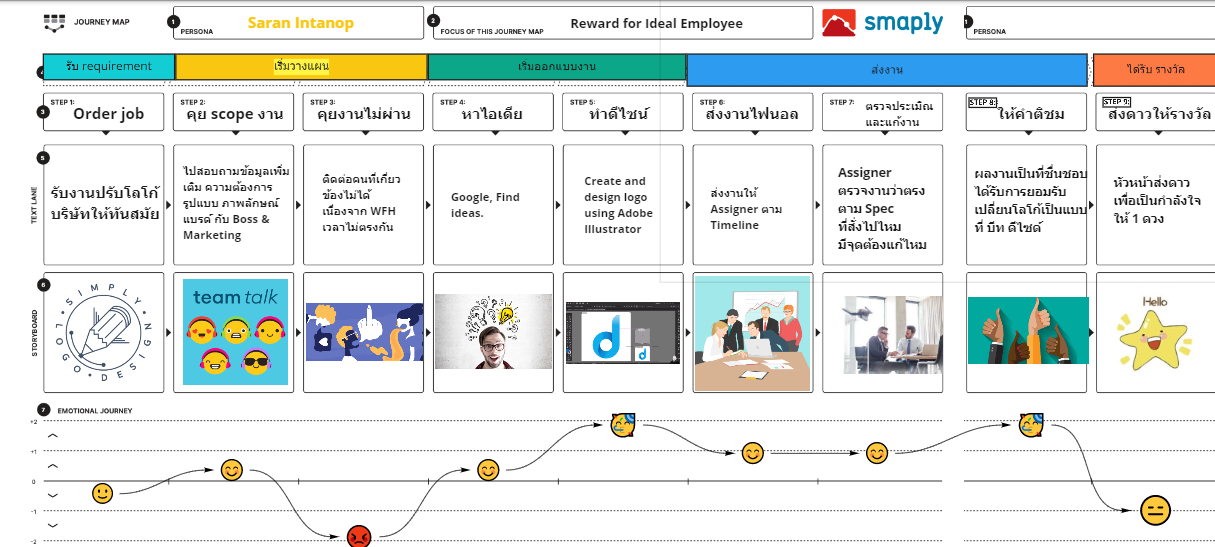 JOURNEY MAP
1
PERSONA
Saran Intanop
2
FOCUS OF THIS JOURNEY MAP
Reward for Ideal Employee
smaply
1
PERSONA
รับ requirement
เริ่มวางแผน
เริ่มออกแบบงาน
ส่งงาน
ได้รับ รางวัล
3
STEP 1:
Order job
STEP 2:
คุย scope งาน
STEP 3:
คุยงานไม่ผ่าน
STEP 4:
หาไอเดีย
STEP 5:
ทำดีไซน์
STEP 6:
ส่งงานไฟนอล
STEP 7:
ตรวจประเมิณ
และแก้งาน
STEP 8:
ให้คำติชม
STEP 9:
ส่งดาวให้รางวัล
5
TEXT LANE
รับงานปรับโลโก้
บริษัทให้ทันสมัย
ไปสอบถามข้อมูลเพิ่ม
เติม ความต้องการ
รูปแบบ ภาพลักษณ์
แบรด์ กับ Boss &
Marketing
ติดต่อคนที่เกี่ยว
ข้องไม่ได้
เนื่องจาก WFH
เวลาไม่ตรงกัน
Google, Find
ideas.
Create and
design logo
using Adobe
Illustrator
ส่งงานให้
Assigner ตาม
Timeline
Assigner
ตรวจงานว่าตรง
ตาม Spec
ที่สั่งไปไหม
มีจุดต้องแก้ไหม
ผลงานเป็นที่ชื่นชอบ
ได้รับการยอมรับ
เปลี่ยนโลโก้เป็นแบบ
ที่ บีท ดีไซด์
หัวหน้าส่งดาว
เพื่อเป็นกำลังใจ
ให้ 1 ดวง
6
STORYBOARD
SIMPLY
LOGO • DESIGN
team talk
Hello
7
EMOTIONAL JOURNEY
+2
+1
0
-1
-2